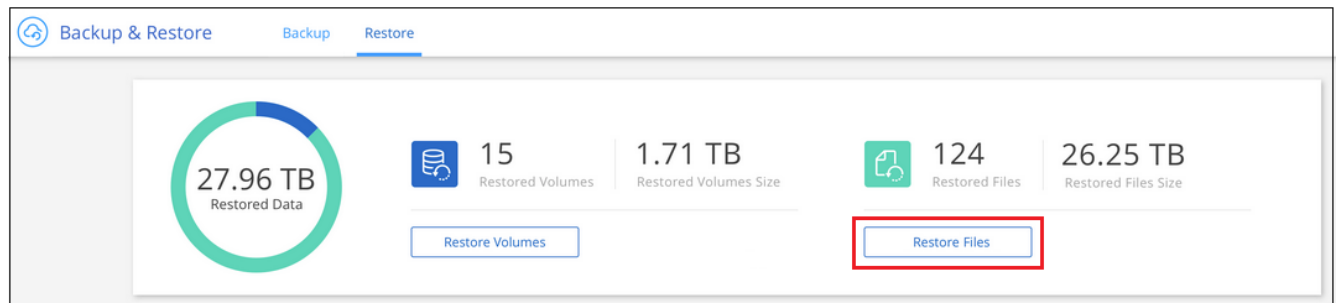 Backup & Restore Backup Restore
27.96 TB
Restored Data
15 1.71 TB
Restored Volumes Restored Volumes Size
Restore Volumes
124 26.25 TB
Restored Files Restored Files Size
Restore Files